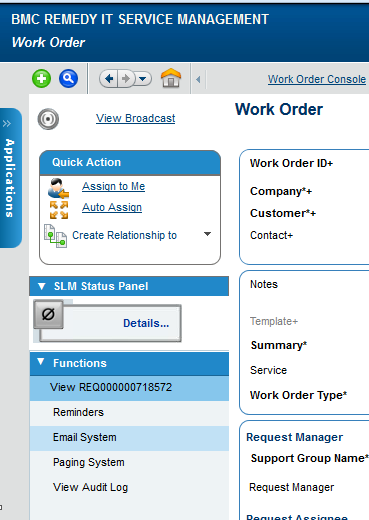 BMC REMEDY IT SERVICE MANAGEMENT
Work Order
Work Order Console
Applications
View Broadcast
Work Order
Quick Action
Assign to Me
Auto Assign
Create Relationship to
SLM Status Panel
Details...
Functions
View REQ000000718572
Reminders
Email System
Paging System
View Audit Log
Work Order ID+
Company*+
Customer*+
Contact+
Notes
Template+
Summary*
Service
Work Order Type*
Request Manager
Support Group Name*
Request Manager
Request Assignee